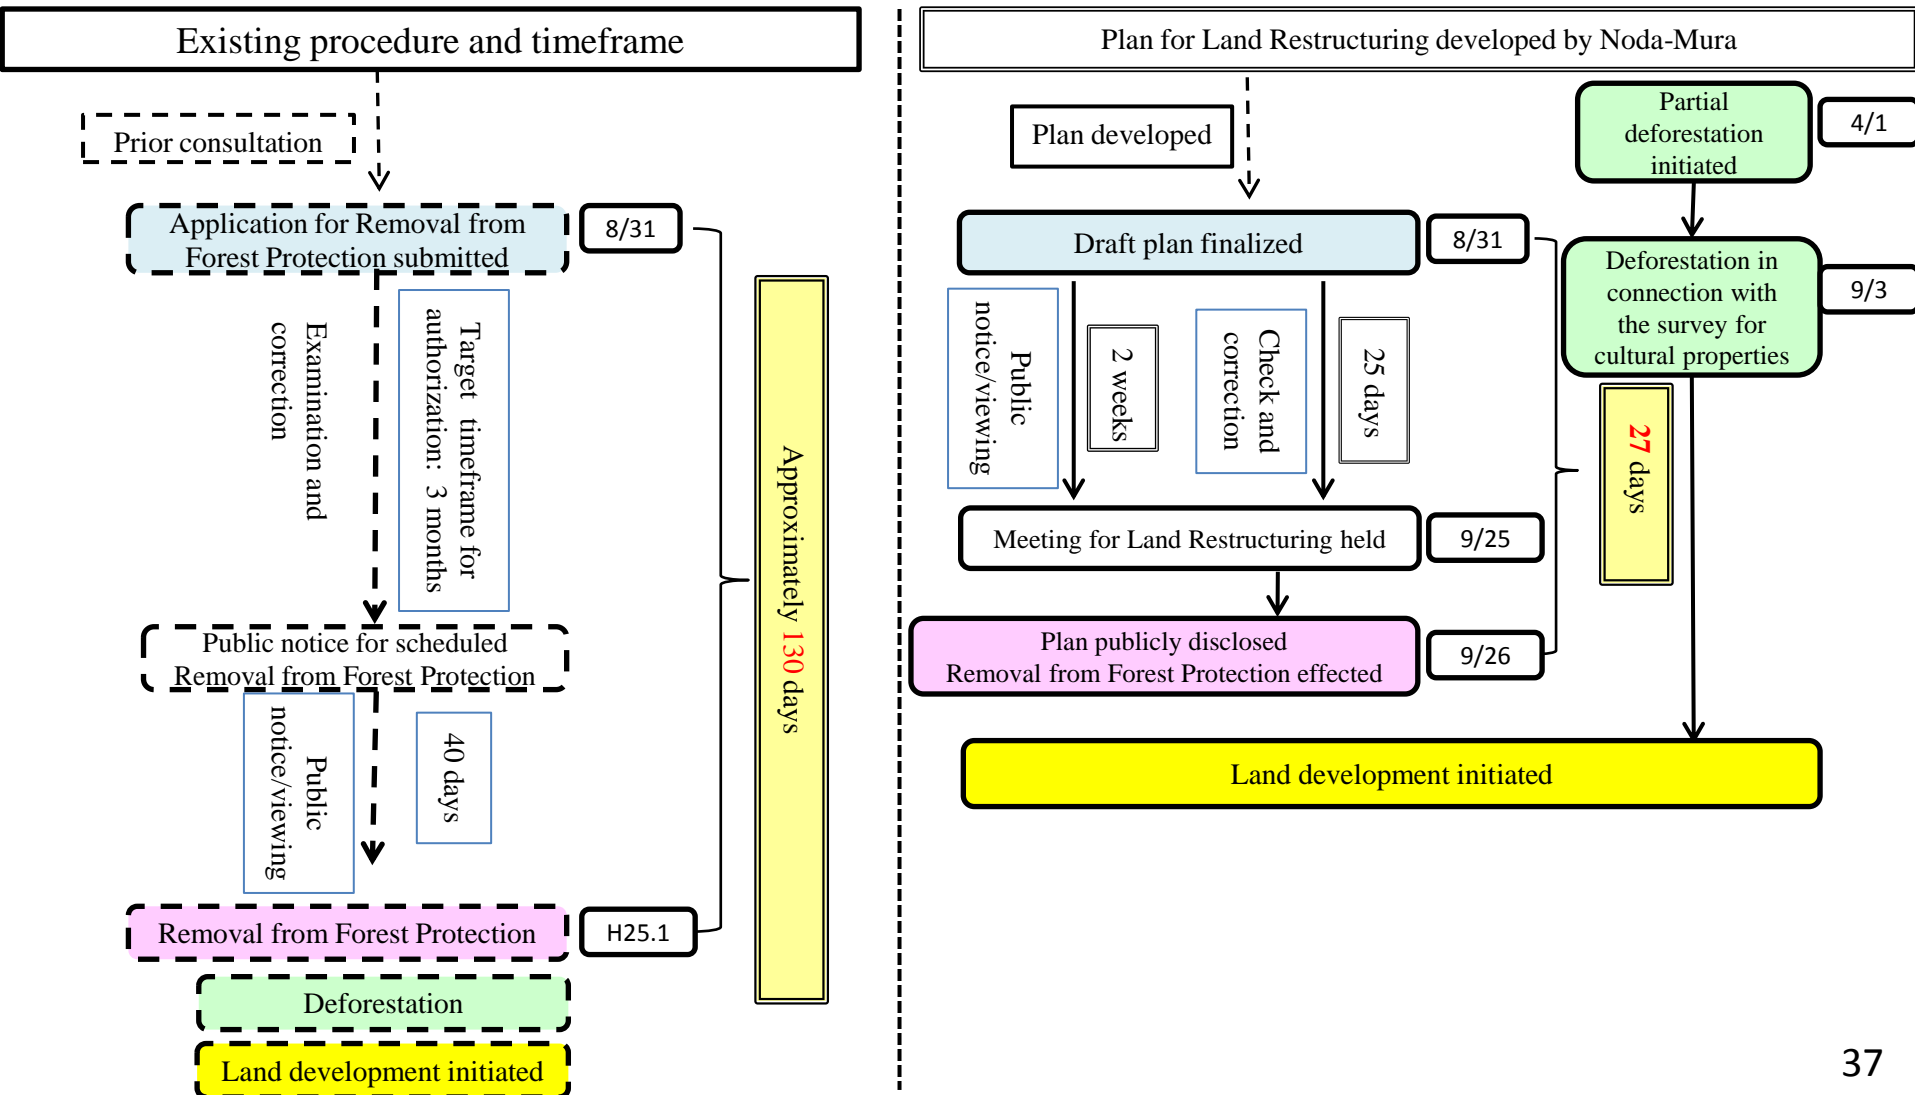 Existing procedure and timeframe
Prior consultation
Application for Removal from
Forest Protection submitted
8/31
Examination and
correction
Target timeframe for
authorization: 3 months
Public notice for scheduled
Removal from Forest Protection
Public
notice/viewing
40 days
Removal from Forest Protection
H25.1
Deforestation
Land development initiated
Approximately 130 days
Plan for Land Restructuring developed by Noda-Mura
Plan developed
Draft plan finalized
8/31
Public
notice/viewing
2 weeks
Check and
correction
25 days
Meeting for Land Restructuring held
9/25
Plan publicly disclosed
Removal from Forest Protection effected
9/26
27 days
Partial
deforestation
initiated
4/1
Deforestation in
connection with
the survey for
cultural properties
9/3
Land development initiated
37